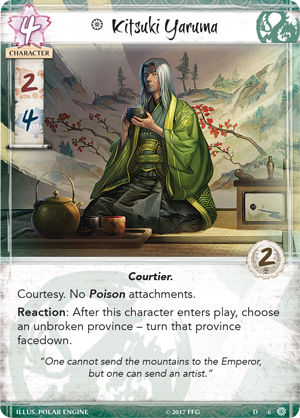 4
Kitsuki Yaruma
CHARACTER
2
4
2
Courtier.
Courtesy. No Poison attachments.
Reaction: After this character enters play, choose
an unbroken province – turn that province
facedown.
“One cannot send the mountains to the Emperor,
but one can send an artist.”
ILLUS. POLAR ENGINE
© 2017 FFG
D
6